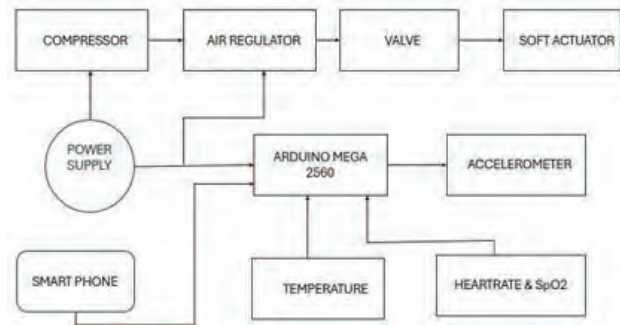 COMPRESSOR
AIR REGULATOR
VALVE
SOFT ACTUATOR
POWER
SUPPLY
ARDUINO MEGA
2560
ACCELEROMETER
SMART PHONE
TEMPERATURE
HEARTRATE & SpO2